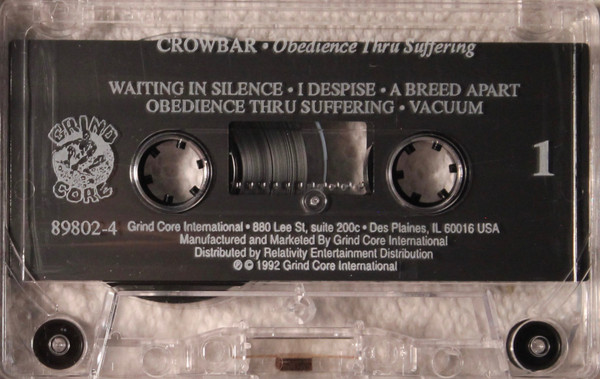 CROWBAR • Obedience Thru Suffering
WAITING IN SILENCE • I DESPISE • A BREED APART
OBEDIENCE THRU SUFFERING • VACUUM
GRIND
CORE
1
89802-4
Grind Core International • 880 Lee St, suite 200c • Des Plaines, IL 60016 USA
Manufactured and Marketed By Grind Core International
Distributed by Relativity Entertainment Distribution
℗ © 1992 Grind Core International